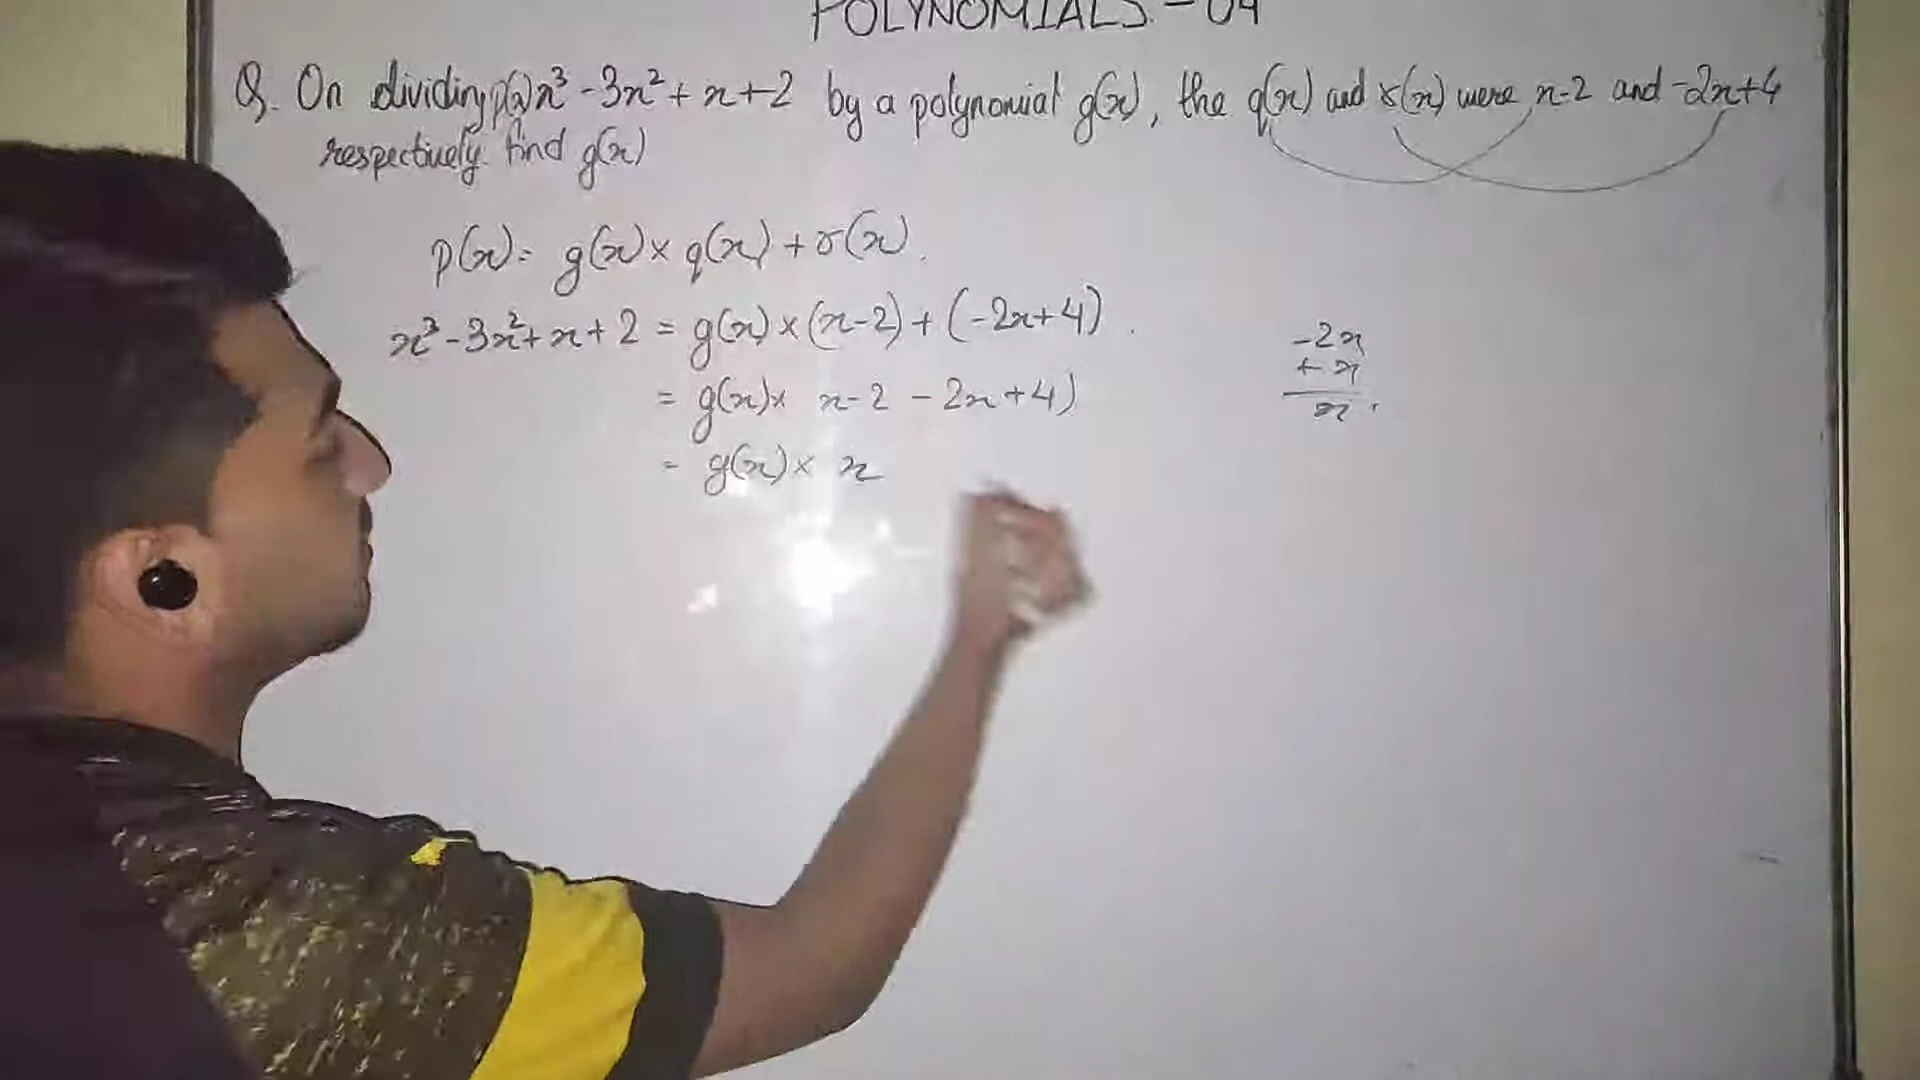 POLYNOMIALS - 04
Q. On dividing p(x) x³ - 3x² + x + 2 by a polynomial g(x), the q(x) and r(x) were x-2 and -2x+4
respectively. find g(x)
p(x) = g(x) × q(x) + r(x).
x³ - 3x² + x + 2 = g(x) × (x-2) + (-2x+4).
= g(x) × x-2 - 2x+4)
= g(x) × x
-2x
+ x
x.